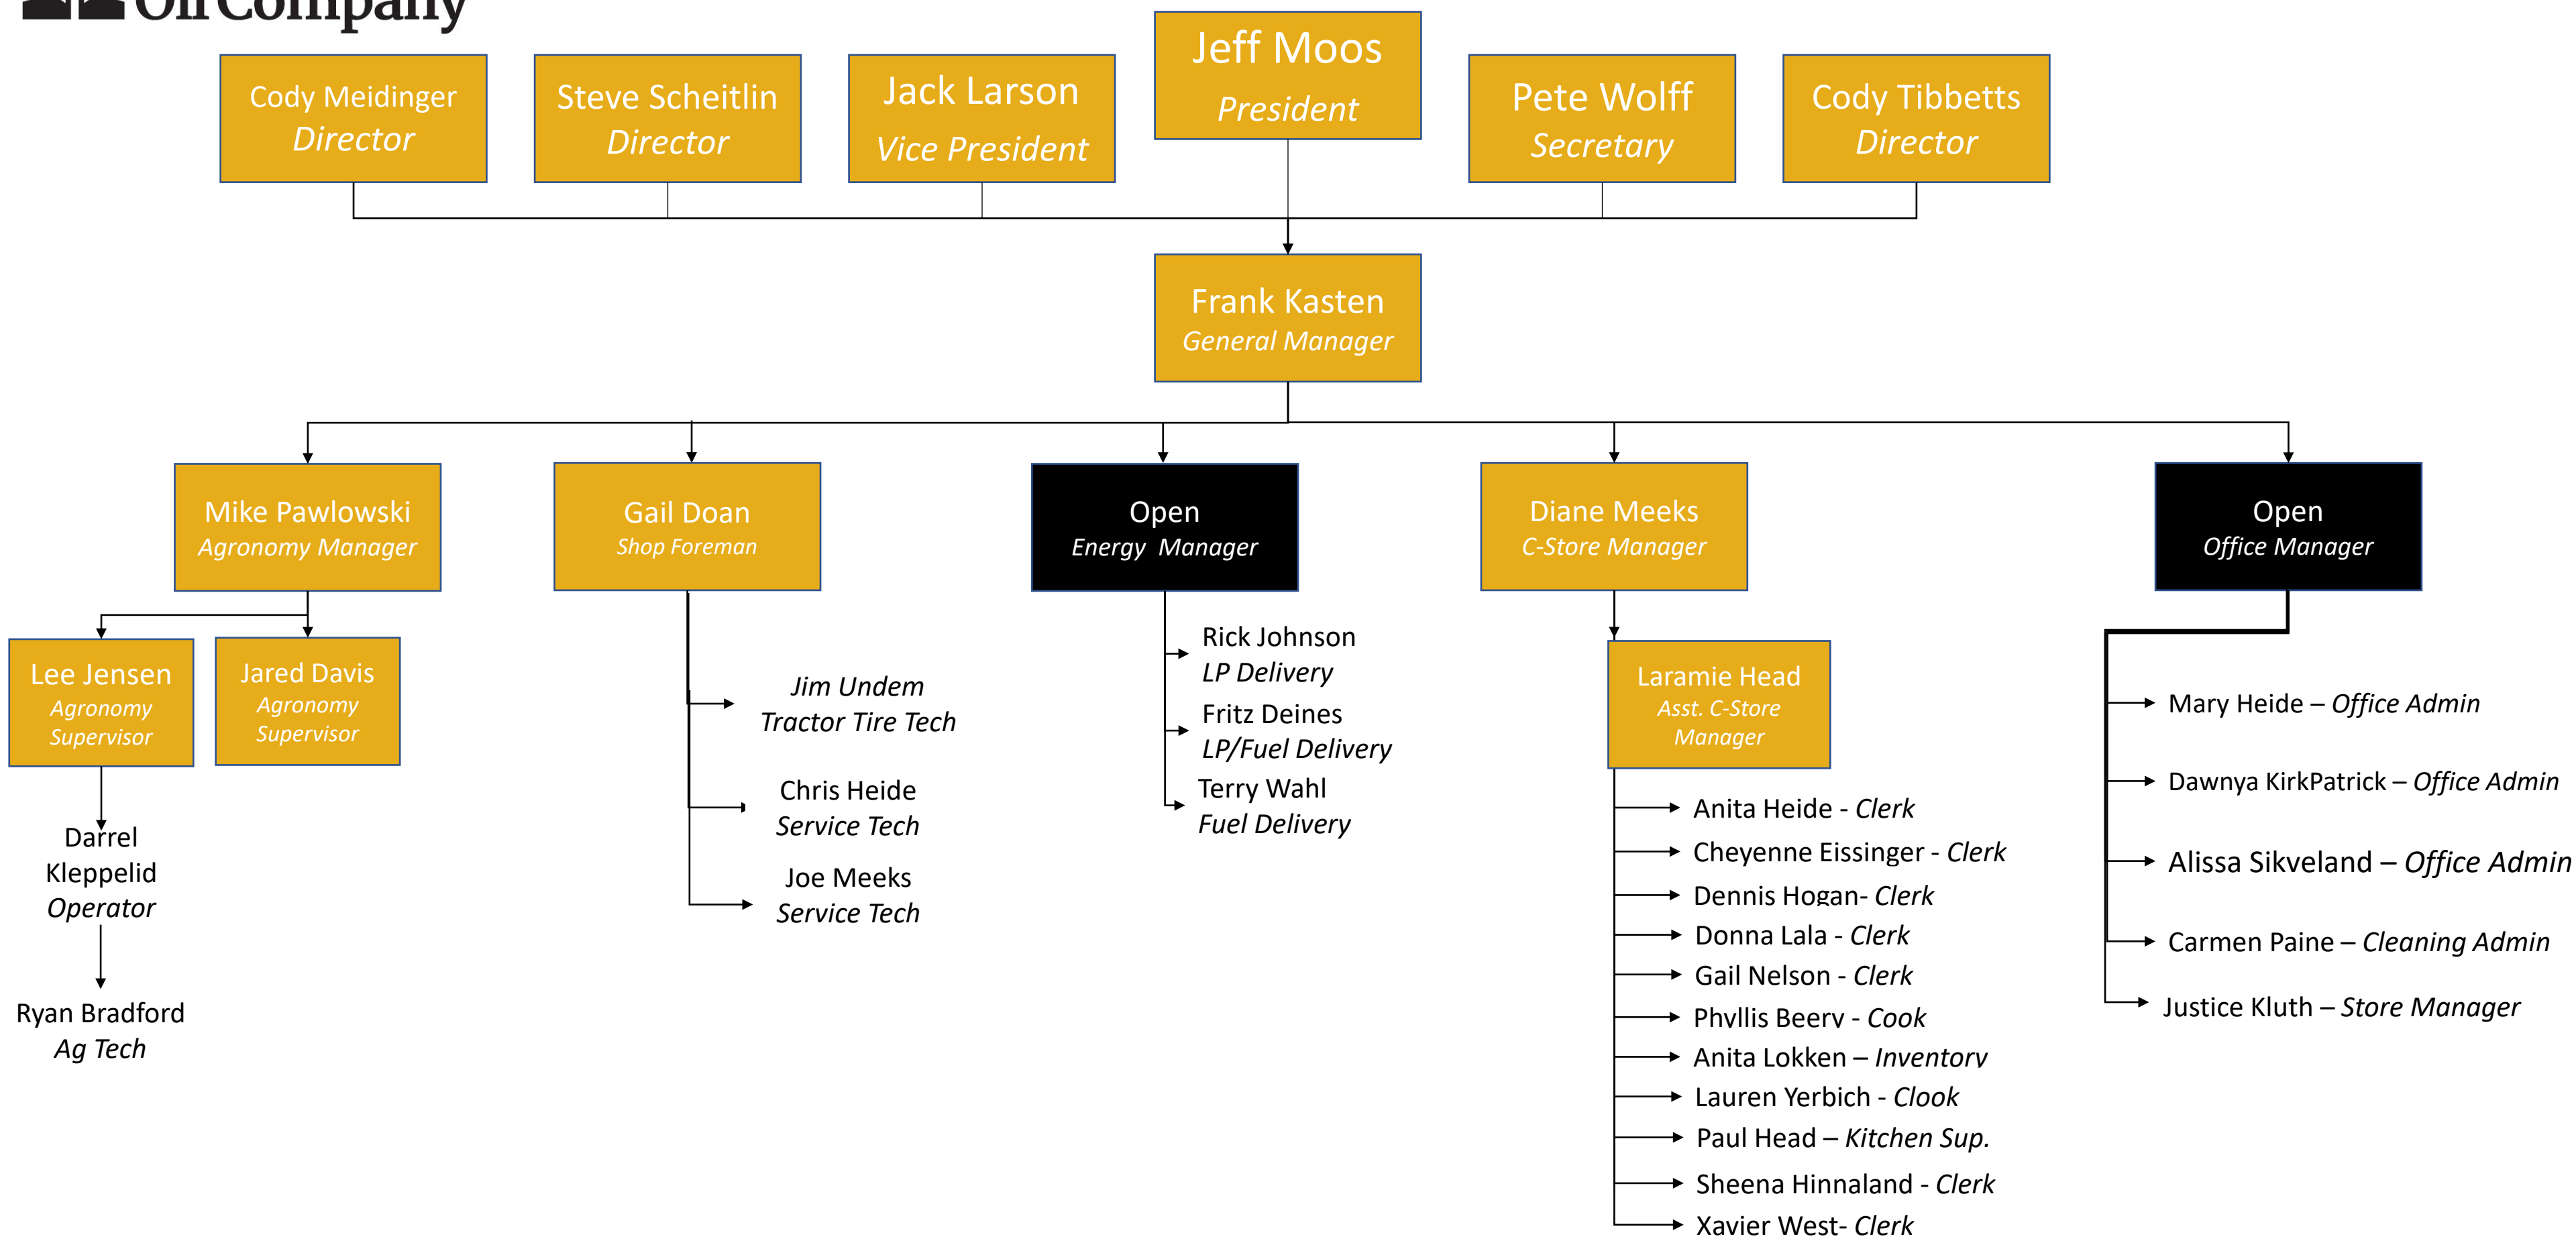 Oil Company
Jeff Moos
President
Cody Meidinger
Director
Steve Scheitlin
Director
Jack Larson
Vice President
Pete Wolff
Secretary
Cody Tibbetts
Director
Frank Kasten
General Manager
Mike Pawlowski
Agronomy Manager
Gail Doan
Shop Foreman
Open
Energy  Manager
Diane Meeks
C-Store Manager
Open
Office Manager
Lee Jensen
Agronomy
Supervisor
Jared Davis
Agronomy
Supervisor
Darrel
Kleppelid
Operator
Ryan Bradford
Ag Tech
Jim Undem
Tractor Tire Tech
Chris Heide
Service Tech
Joe Meeks
Service Tech
Rick Johnson
LP Delivery
Fritz Deines
LP/Fuel Delivery
Terry Wahl
Fuel Delivery
Laramie Head
Asst. C-Store
Manager
Anita Heide - Clerk
Cheyenne Eissinger - Clerk
Dennis Hogan- Clerk
Donna Lala - Clerk
Gail Nelson - Clerk
Phyllis Beery - Cook
Anita Lokken – Inventory
Lauren Yerbich - Clook
Paul Head – Kitchen Sup.
Sheena Hinnaland - Clerk
Xavier West- Clerk
Mary Heide – Office Admin
Dawnya KirkPatrick – Office Admin
Alissa Sikveland – Office Admin
Carmen Paine – Cleaning Admin
Justice Kluth – Store Manager